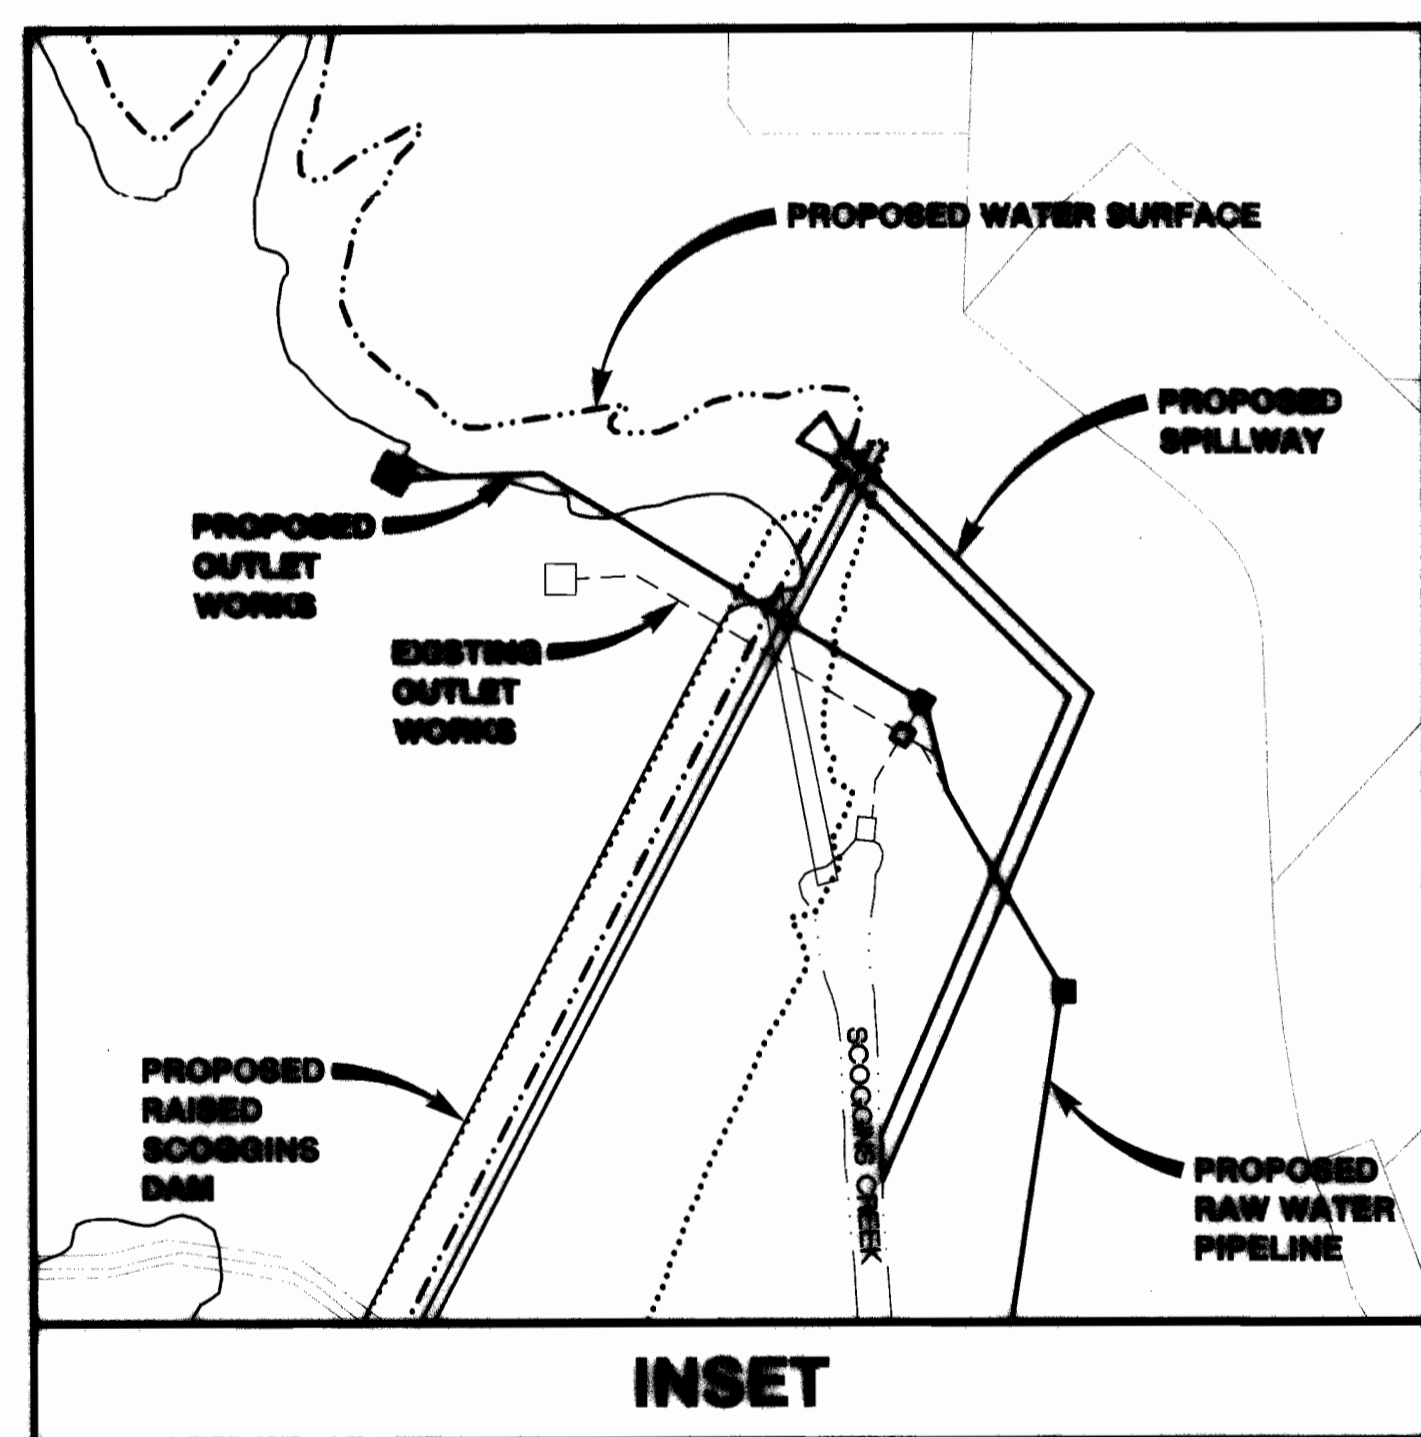 PROPOSED WATER SURFACE
PROPOSED
SPILLWAY
PROPOSED
OUTLET
WORKS
EXISTING
OUTLET
WORKS
PROPOSED
RAISED
SCOGGINS
DAM
SCOGGINS CREEK
PROPOSED
RAW WATER
PIPELINE
INSET